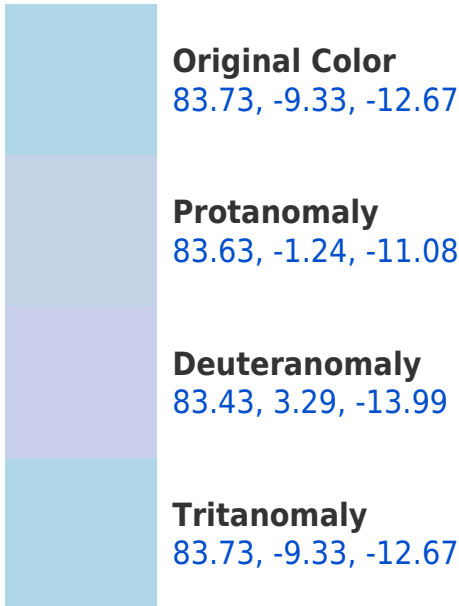 Original Color
83.73, -9.33, -12.67
Protanomaly
83.63, -1.24, -11.08
Deuteranomaly
83.43, 3.29, -13.99
Tritanomaly
83.73, -9.33, -12.67